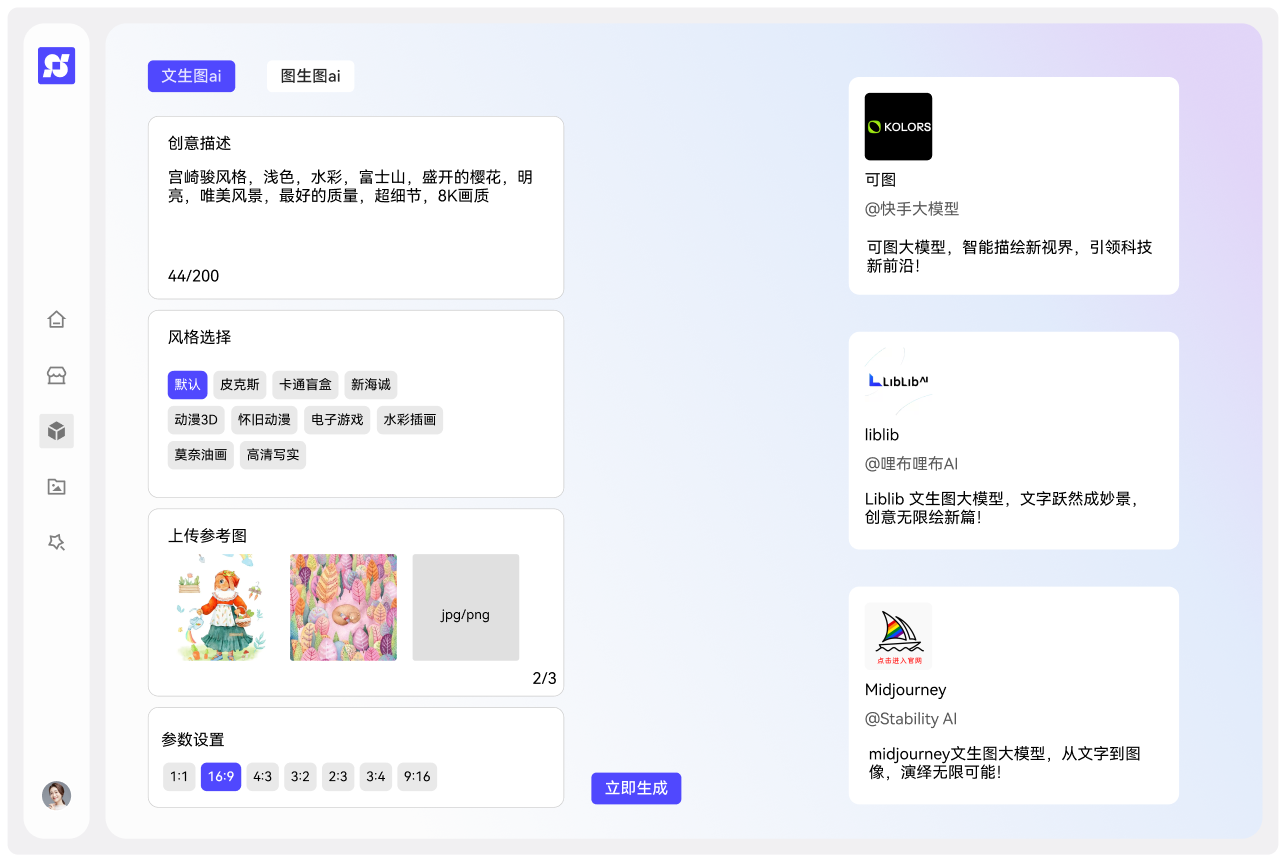 文生图ai
图生图ai
创意描述
宫崎骏风格，浅色，水彩，富士山，盛开的樱花，明
亮，唯美风景，最好的质量，超细节，8K画质
44/200
风格选择
默认 皮克斯 卡通盲盒 新海诚
动漫3D 怀旧动漫 电子游戏 水彩插画
莫奈油画 高清写实
上传参考图
jpg/png
2/3
参数设置
1:1 16:9 4:3 3:2 2:3 3:4 9:16
立即生成
KOLORS
可图
@快手大模型
可图大模型，智能描绘新视界，引领科技
新前沿！
LIBLIBAI
liblib
@哩布哩布AI
Liblib 文生图大模型，文字跃然成妙景，
创意无限绘新篇！
点击进入官网
Midjourney
@Stability AI
midjourney文生图大模型，从文字到图
像，演绎无限可能！